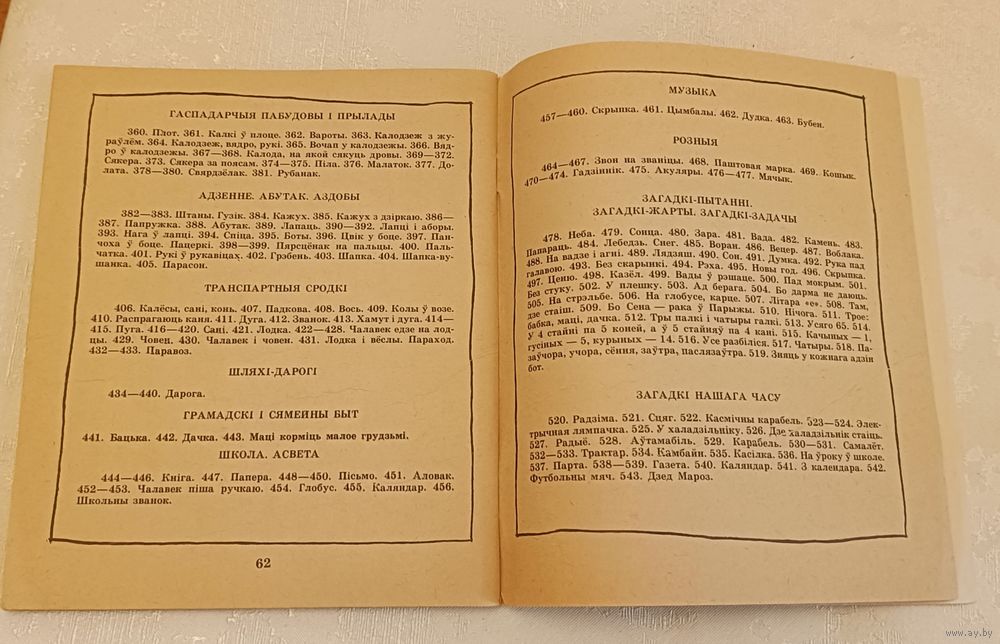 ГАСПАДАРЧЫЯ ПАБУДОВЫ І ПРЫЛАДЫ
360. Плот. 361. Калкі ў плоце. 362. Вароты. 363. Калодзеж з жу-
раўлём. 364. Калодзеж, вядро, рукі. 365. Вочап у калодзежы. 366. Вяд-
ро ў калодзежы. 367—368. Калода, на якой сякуць дровы. 369—372.
Сякера. 373. Сякера за поясам. 374—375. Піла. 376. Малаток. 377. До-
лата. 378—380. Свярдзёлак. 381. Рубанак.
АДЗЕННЕ. АБУТАК. АЗДОБЫ
382—383. Штаны. Гузік. 384. Кажух. 385. Кажух з дзіркаю. 386—
387. Папружка. 388. Абутак. 389. Лапаць. 390—392. Лапці і аборы.
393. Нага ў лапці. 394. Спіца. 395. Боты. 396. Цвік у боце. 397. Пан-
чоха ў боце. Пацеркі. 398—399. Пярсцёнак на пальцы. 400. Паль-
чатка. 401. Рукі ў рукавіцах. 402. Грэбень. 403. Шапка. 404. Шапка-ву-
шанка. 405. Парасон.
ТРАНСПАРТНЫЯ СРОДКІ
406. Калёсы, сані, конь. 407. Падкова. 408. Вось. 409. Колы ў возе.
410. Распрагаюць каня. 411. Дуга. 412. Званок. 413. Хамут і дуга. 414—
415. Пуга. 416—420. Сані. 421. Лодка. 422—428. Чалавек едзе на лод-
цы. 429. Човен. 430. Чалавек і човен. 431. Лодка і вёслы. Параход.
432—433. Паравоз.
ШЛЯХІ-ДАРОГІ
434—440. Дарога.
ГРАМАДСКІ І СЯМЕЙНЫ БЫТ
441. Бацька. 442. Дачка. 443. Маці корміць малое грудзьмі.
ШКОЛА. АСВЕТА
444—446. Кніга. 447. Папера. 448—450. Пісьмо. 451. Аловак.
452—453. Чалавек піша ручкаю. 454. Глобус. 455. Каляндар. 456.
Школьны званок.
62
МУЗЫКА
457—460. Скрыпка. 461. Цымбалы. 462. Дудка. 463. Бубен.
РОЗНЫЯ
464—467. Звон на званіцы. 468. Паштовая марка. 469. Кошык.
470—474. Гадзіннік. 475. Акуляры. 476—477. Мячык.
ЗАГАДКІ-ПЫТАННІ.
ЗАГАДКІ-ЖАРТЫ. ЗАГАДКІ-ЗАДАЧЫ
478. Неба. 479. Сонца. 480. Зара. 481. Вада. 482. Камень. 483.
Папараць. 484. Лебедзь. Снег. 485. Воран. 486. Вецер. 487. Воблака.
488. На вадзе і агні. 489. Лядзяш. 490. Сон. 491. Думка. 492. Рука пад
галавою. 493. Без скарынкі. 494. Рэха. 495. Новы год. 496. Скрыпка.
497. Ценю. 498. Казёл. 499. Вады ў рэшаце. 500. Пад мокрым. 501.
Без стуку. 502. У плешку. 503. Ад берага. 504. Бо дарма не даюць.
505. На стрэльбе. 506. На глобусе, карце. 507. Літара «е». 508. Там,
дзе стаіш. 509. Бо Сена — рака ў Парыжы. 510. Нічога. 511. Трое:
бабка, маці, дачка. 512. Тры палкі і чатыры галкі. 513. Усяго 65. 514.
У 4 стайні па 5 коней, а ў 5 стайняў па 4 кані. 515. Качыных — 1,
гусіных — 5, курыных — 14. 516. Усе разбіліся. 517. Чатыры. 518. Па-
заўчора, учора, сёння, заўтра, паслязаўтра. 519. Зняць у кожнага адзін
бот.
ЗАГАДКІ НАШАГА ЧАСУ
520. Радзіма. 521. Сцяг. 522. Касмічны карабель. 523—524. Элек-
трычная лямпачка. 525. У халадзільніку. 526. Дзе халадзільнік стаіць.
527. Радыё. 528. Аўтамабіль. 529. Карабель. 530—531. Самалёт.
532—533. Трактар. 534. Камбайн. 535. Касілка. 536. На ўроку ў школе.
537. Парта. 538—539. Газета. 540. Каляндар. 541. З календара. 542.
Футбольны мяч. 543. Дзед Мароз.
www.ay.by